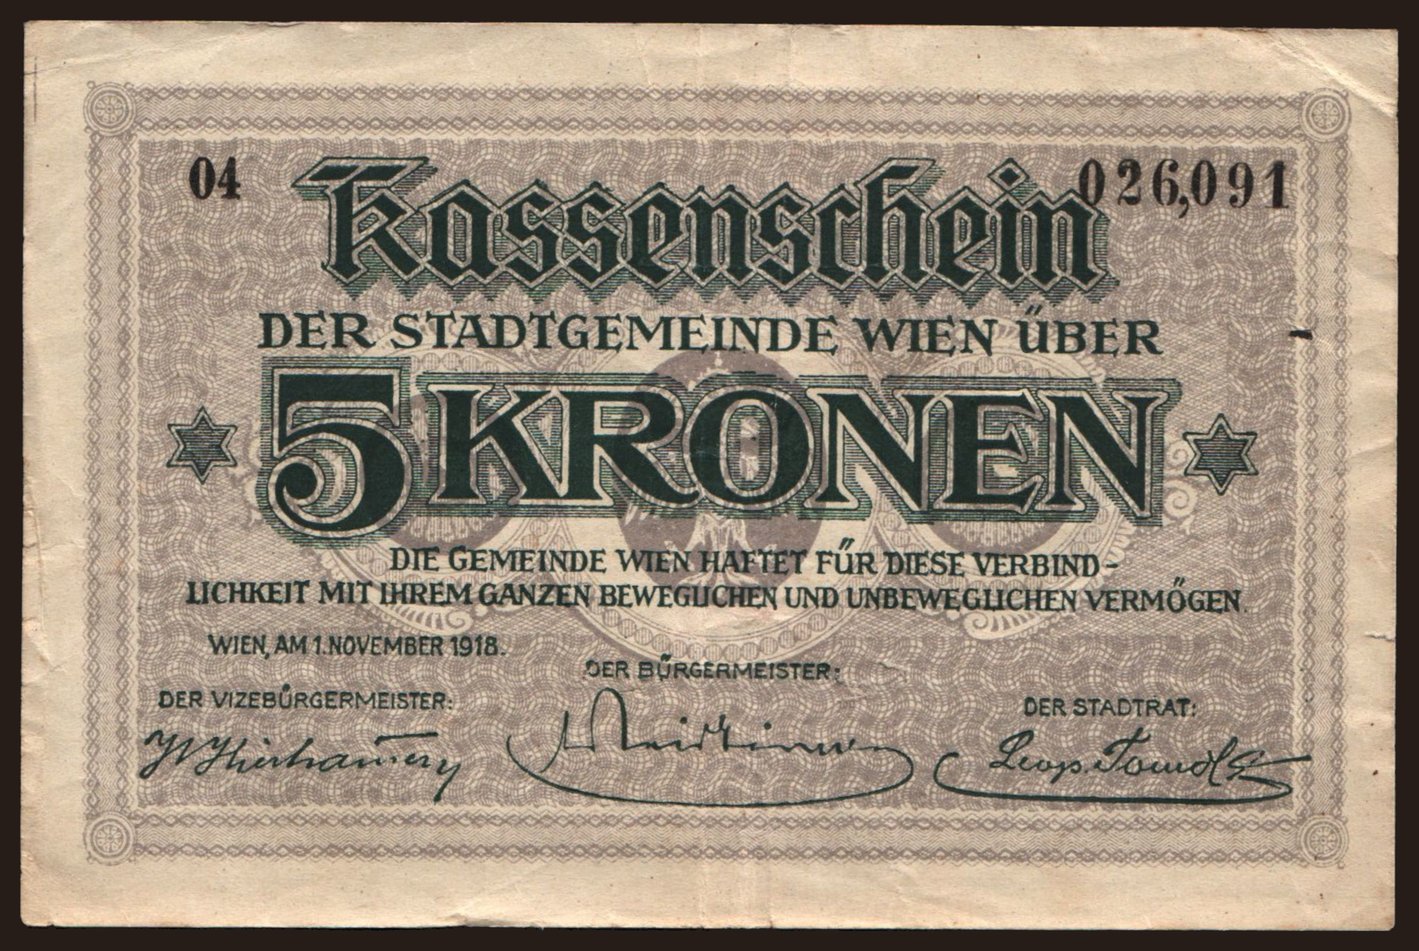 04 026,091
Kassenschein
DER STADTGEMEINDE WIEN ÜBER
5 KRONEN
DIE GEMEINDE WIEN HAFTET FÜR DIESE VERBIND-
LICHKEIT MIT IHREM GANZEN BEWEGLICHEN UND UNBEWEGLICHEN VERMÖGEN.
WIEN, AM 1. NOVEMBER 1918.
DER BÜRGERMEISTER:
DER VIZEBÜRGERMEISTER: DER STADTRAT: